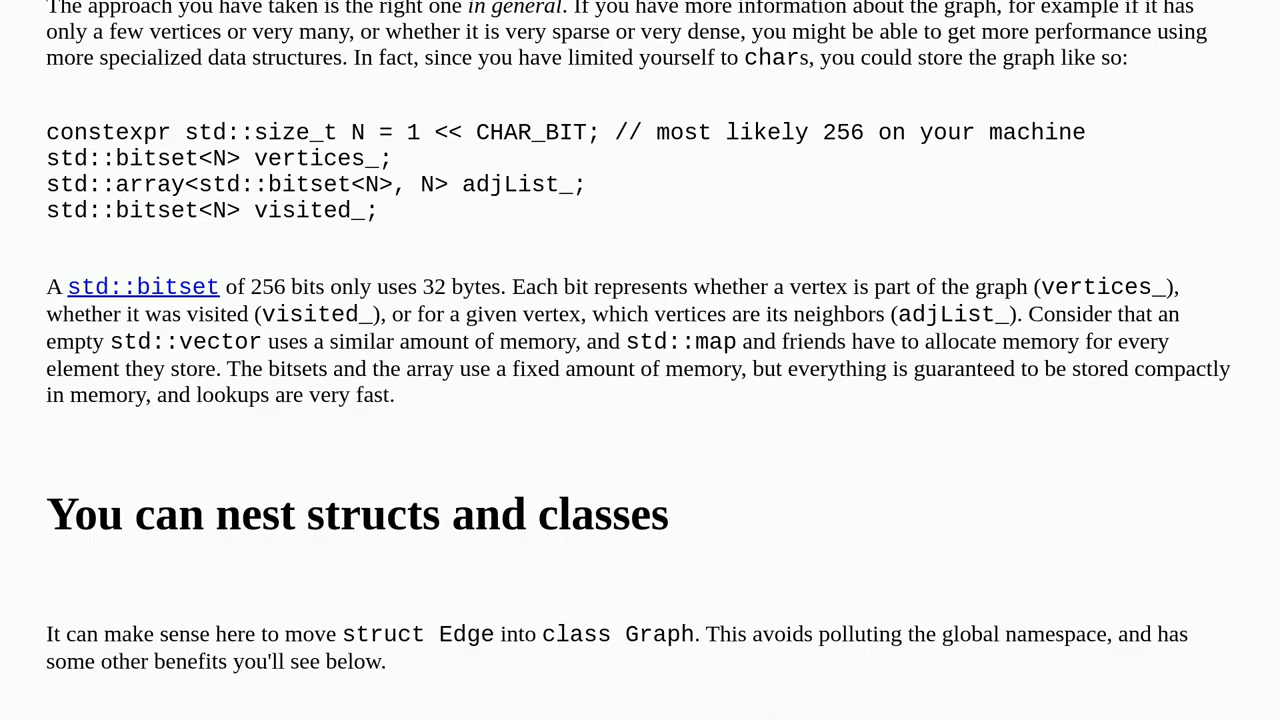 The approach you have taken is the right one in general. If you have more information about the graph, for example if it has
only a few vertices or very many, or whether it is very sparse or very dense, you might be able to get more performance using
more specialized data structures. In fact, since you have limited yourself to chars, you could store the graph like so:
constexpr std::size_t N = 1 << CHAR_BIT; // most likely 256 on your machine
std::bitset<N> vertices_;
std::array<std::bitset<N>, N> adjList_;
std::bitset<N> visited_;
A std::bitset of 256 bits only uses 32 bytes. Each bit represents whether a vertex is part of the graph (vertices_),
whether it was visited (visited_), or for a given vertex, which vertices are its neighbors (adjList_). Consider that an
empty std::vector uses a similar amount of memory, and std::map and friends have to allocate memory for every
element they store. The bitsets and the array use a fixed amount of memory, but everything is guaranteed to be stored compactly
in memory, and lookups are very fast.
You can nest structs and classes
It can make sense here to move struct Edge into class Graph. This avoids polluting the global namespace, and has
some other benefits you'll see below.